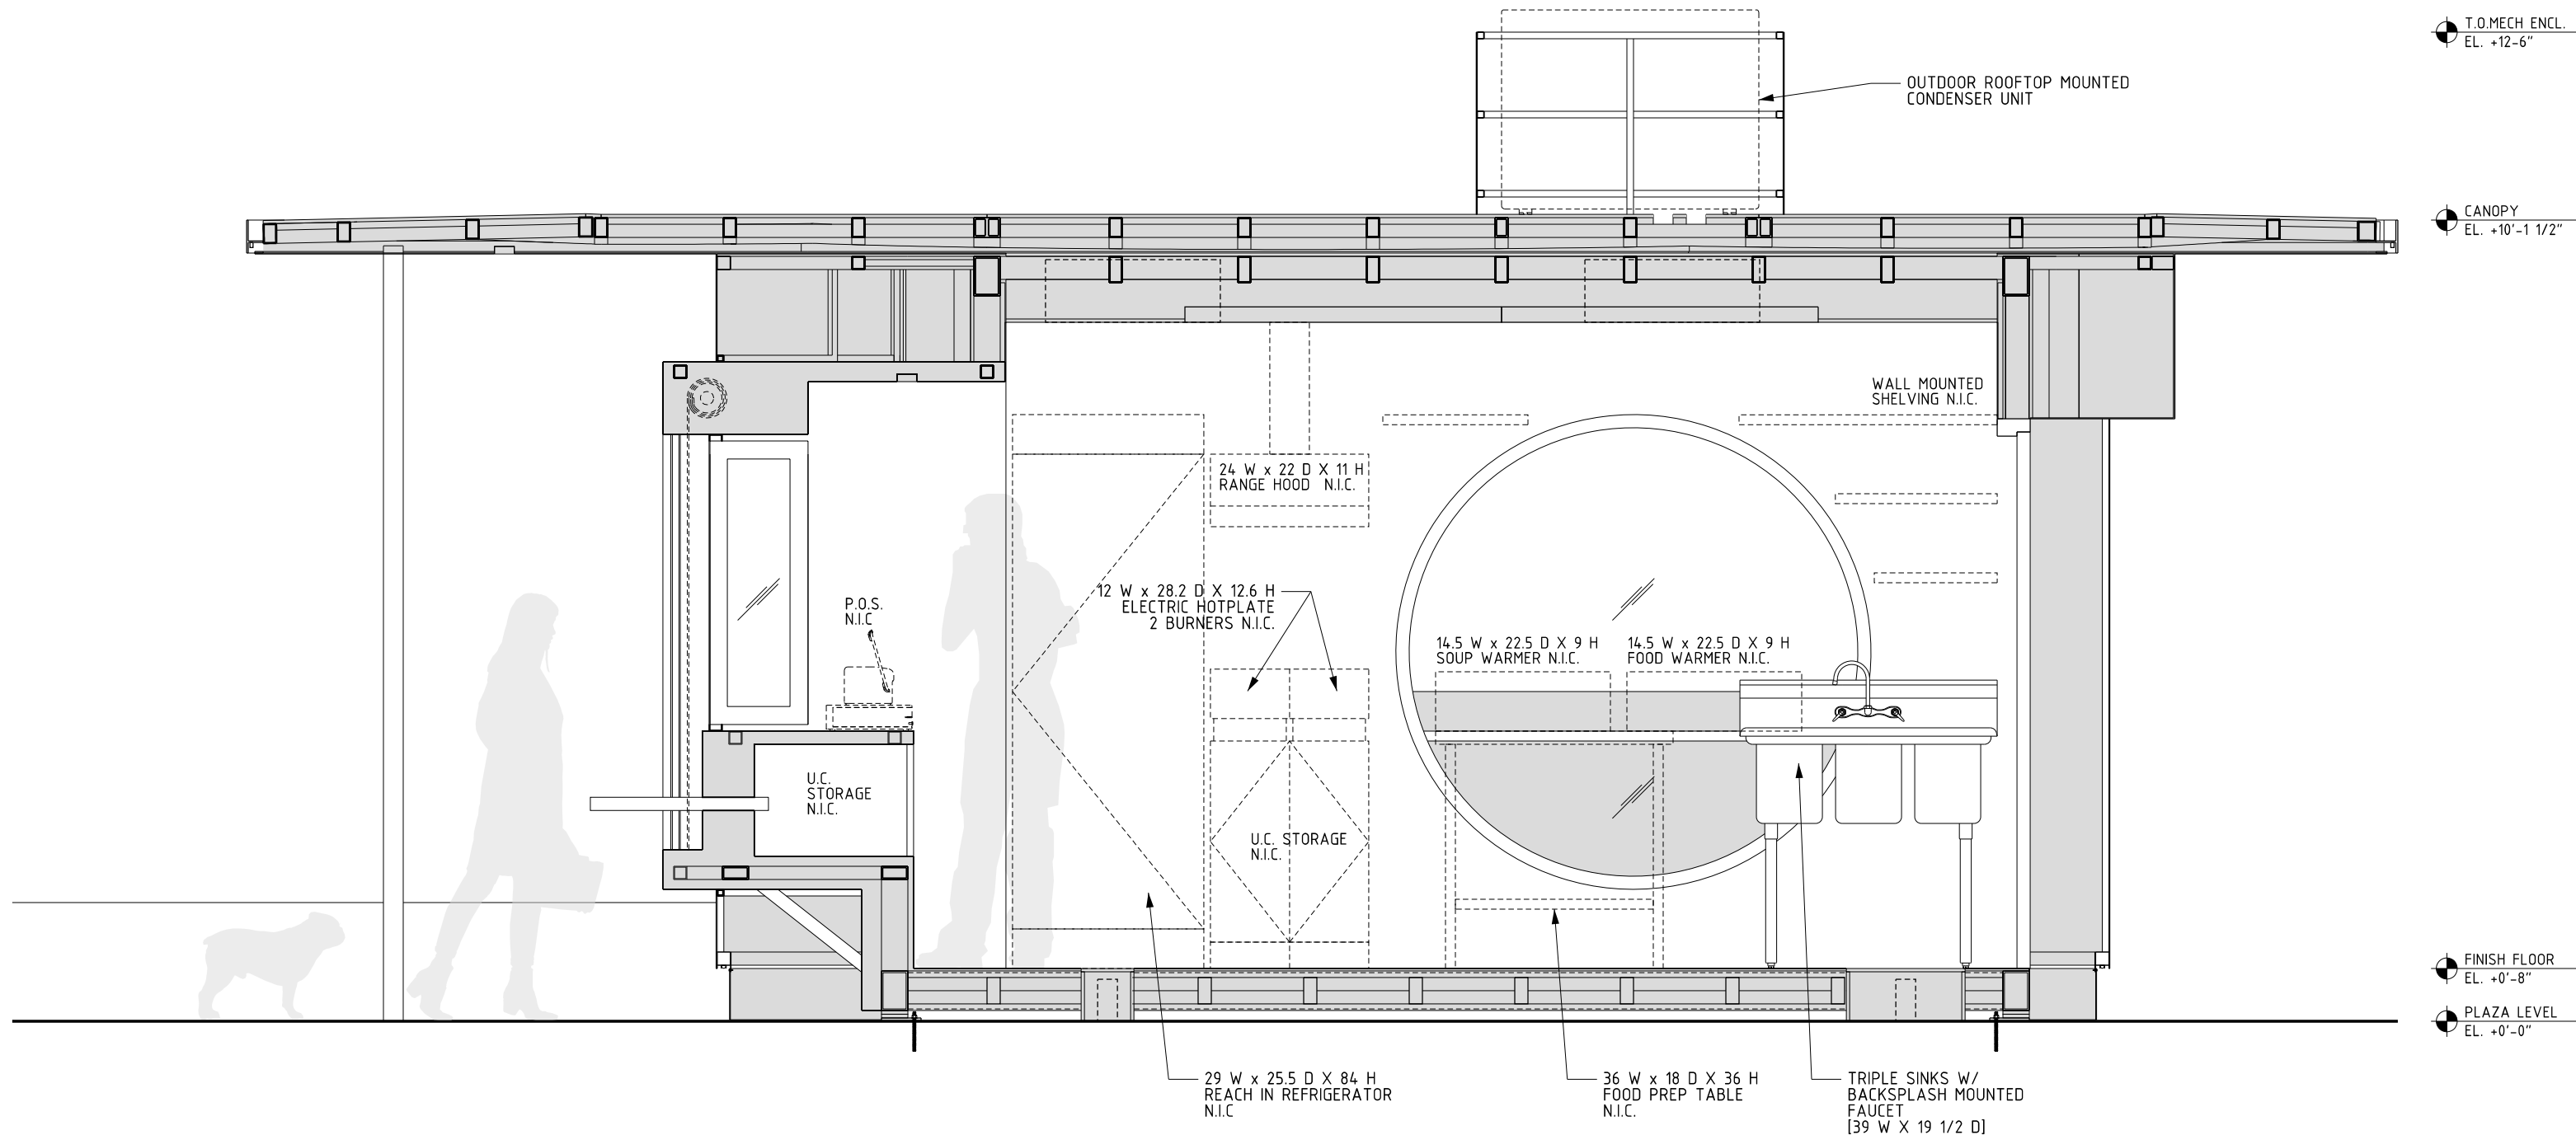 T.O.MECH ENCL.
EL. +12-6"
OUTDOOR ROOFTOP MOUNTED
CONDENSER UNIT
CANOPY
EL. +10'-1 1/2"
WALL MOUNTED
SHELVING N.I.C.
24 W x 22 D X 11 H
RANGE HOOD N.I.C.
12 W x 28.2 D X 12.6 H
ELECTRIC HOTPLATE
2 BURNERS N.I.C.
P.O.S.
N.I.C
14.5 W x 22.5 D X 9 H
SOUP WARMER N.I.C.
14.5 W x 22.5 D X 9 H
FOOD WARMER N.I.C.
U.C.
STORAGE
N.I.C.
U.C. STORAGE
N.I.C.
FINISH FLOOR
EL. +0'-8"
PLAZA LEVEL
EL. +0'-0"
29 W x 25.5 D X 84 H
REACH IN REFRIGERATOR
N.I.C
36 W x 18 D X 36 H
FOOD PREP TABLE
N.I.C.
TRIPLE SINKS W/
BACKSPLASH MOUNTED
FAUCET
[39 W X 19 1/2 D]